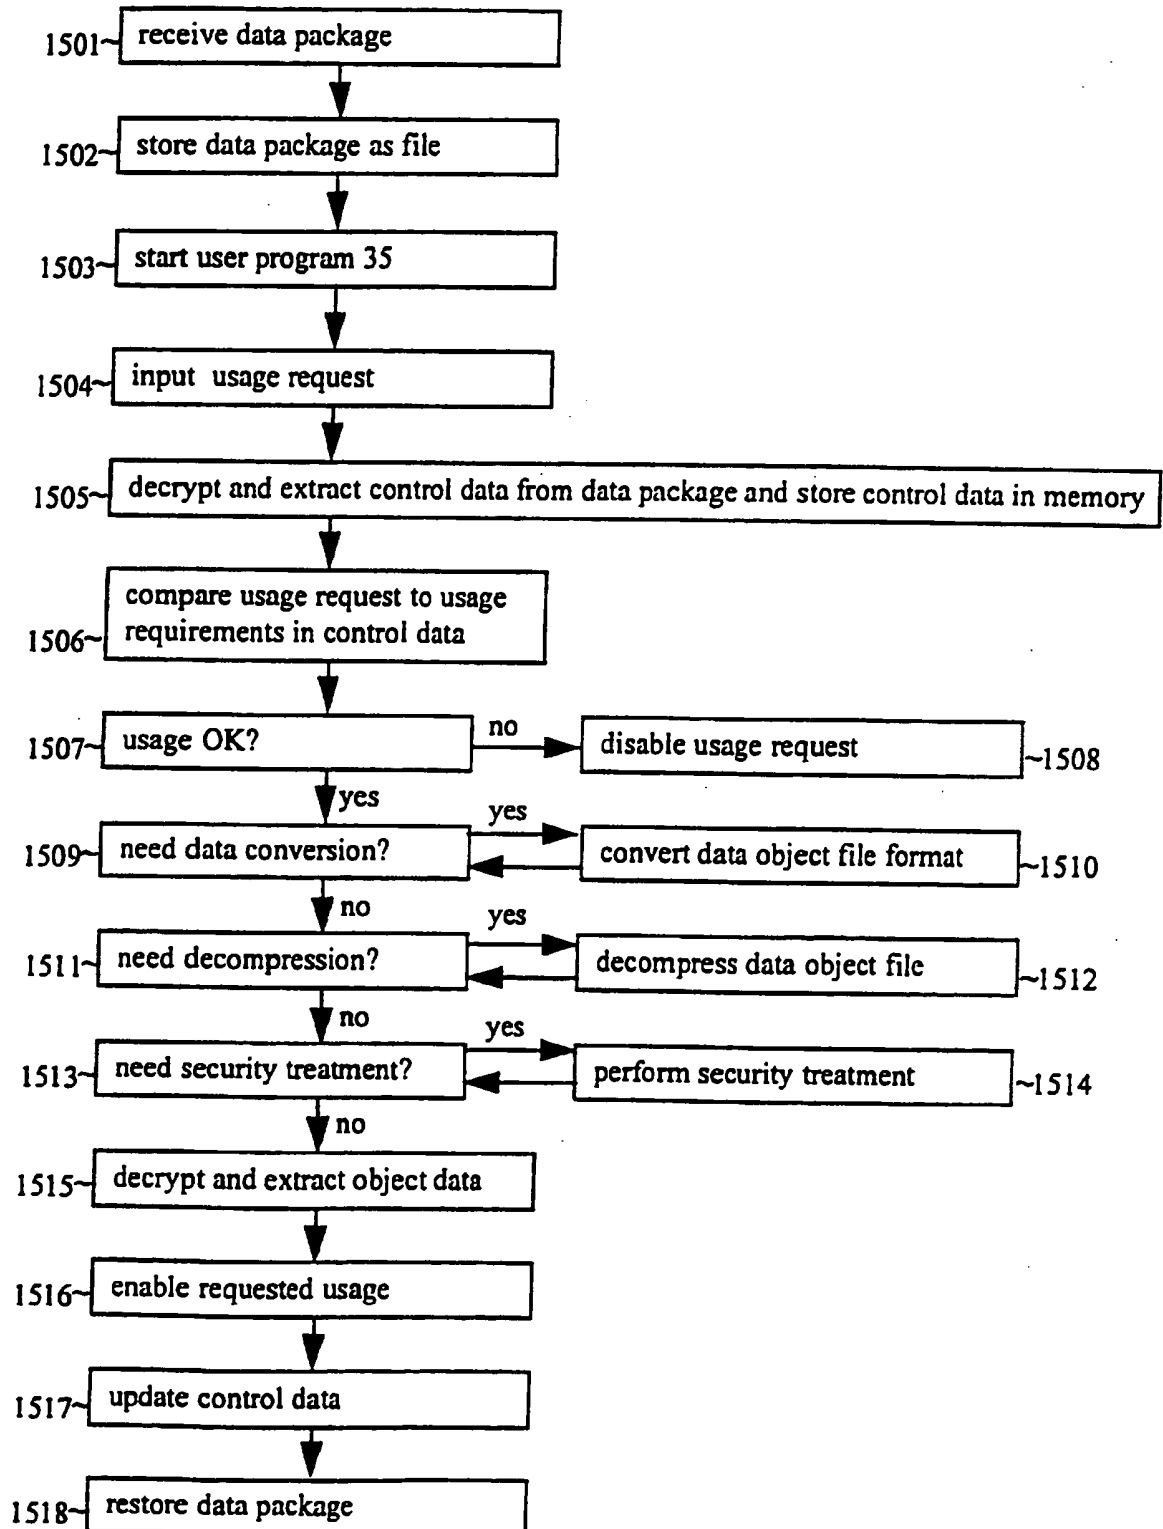 1501~ receive data package
1502~ store data package as file
1503~ start user program 35
1504~ input usage request
1505~ decrypt and extract control data from data package and store control data in memory
compare usage request to usage
1506~ requirements in control data
1507~ usage OK? no disable usage request ~1508
yes
yes
1509~ need data conversion? convert data object file format ~1510
no
yes
1511~ need decompression? decompress data object file ~1512
no
yes
1513~ need security treatment? perform security treatment ~1514
no
1515~ decrypt and extract object data
1516~ enable requested usage
1517~ update control data
1518~ restore data package